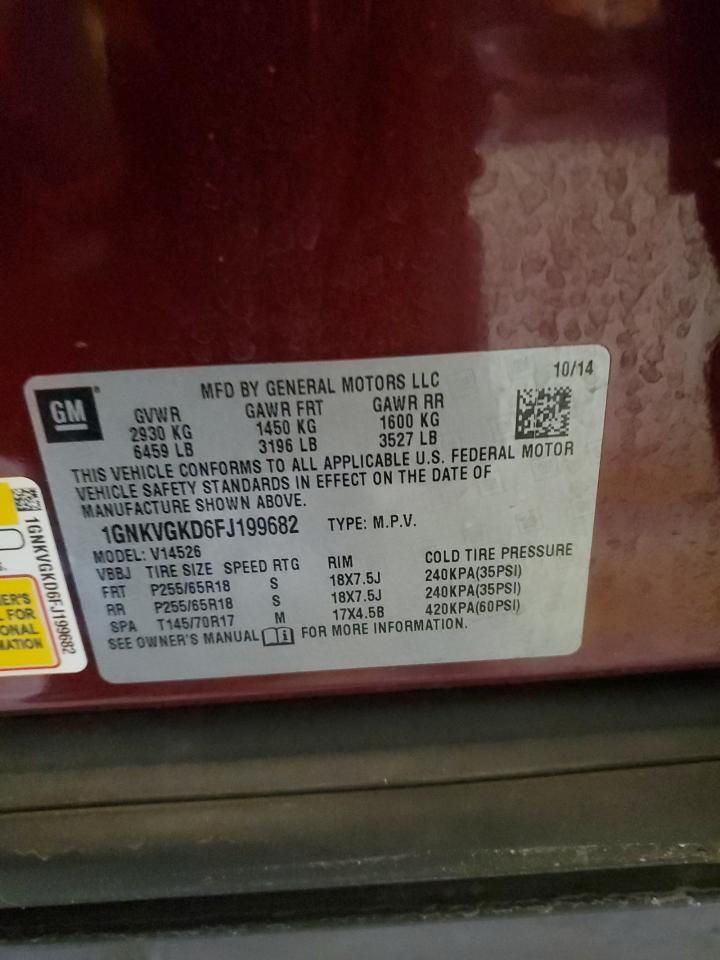 GM
MFD BY GENERAL MOTORS LLC 10/14
GVWR GAWR FRT GAWR RR
2930 KG 1450 KG 1600 KG
6459 LB 3196 LB 3527 LB
THIS VEHICLE CONFORMS TO ALL APPLICABLE U.S. FEDERAL MOTOR
VEHICLE SAFETY STANDARDS IN EFFECT ON THE DATE OF
MANUFACTURE SHOWN ABOVE.
1GNKVGKD6FJ199682 TYPE: M.P.V.
MODEL: V14526
VBBJ TIRE SIZE SPEED RTG RIM COLD TIRE PRESSURE
FRT P255/65R18 S 18X7.5J 240KPA(35PSI)
RR P255/65R18 S 18X7.5J 240KPA(35PSI)
SPA T145/70R17 M 17X4.5B 420KPA(60PSI)
SEE OWNER'S MANUAL i FOR MORE INFORMATION.
1GNKVGKD6FJ199682
S.
ER'S
L FOR
ONAL
MATION